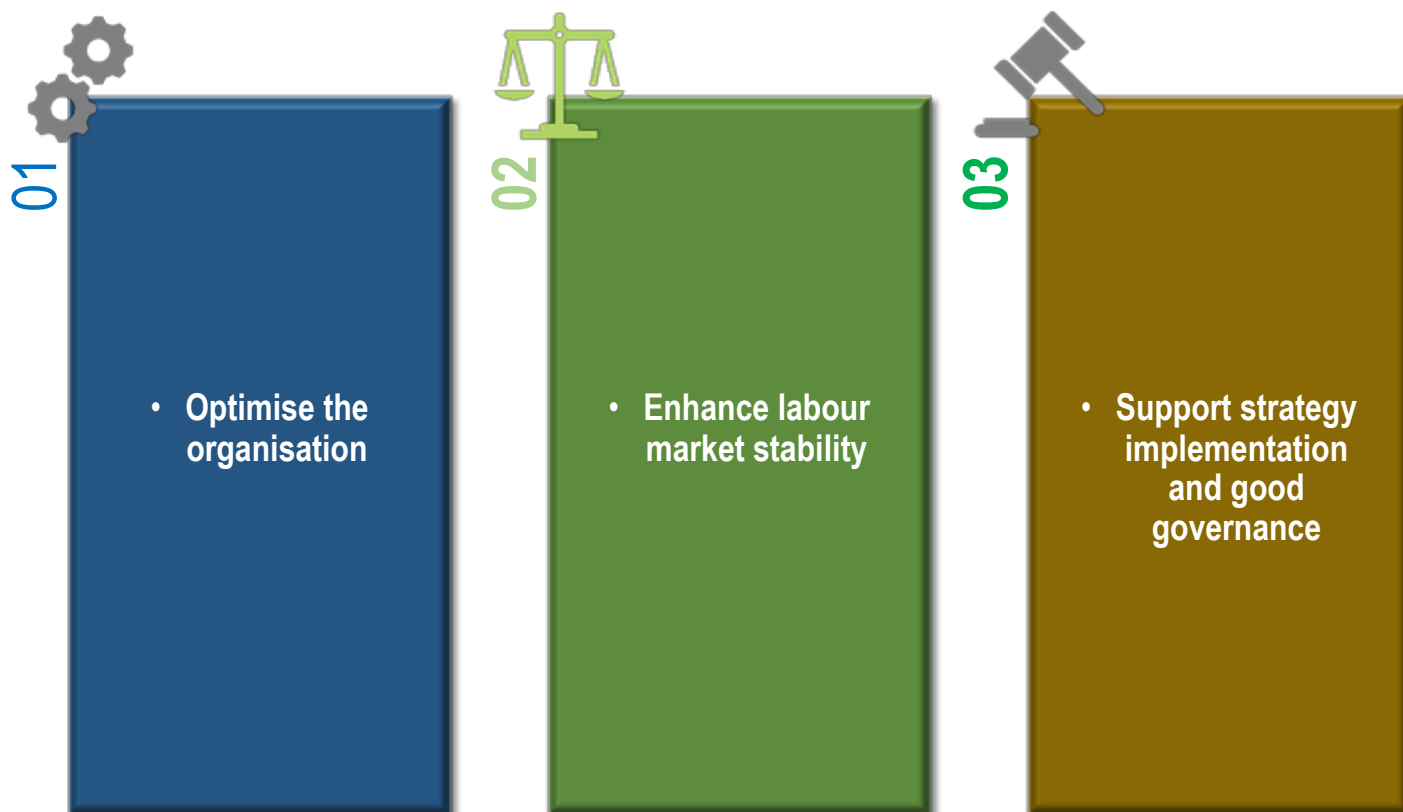 01
• Optimise the
organisation
02
• Enhance labour
market stability
03
• Support strategy
implementation
and good
governance